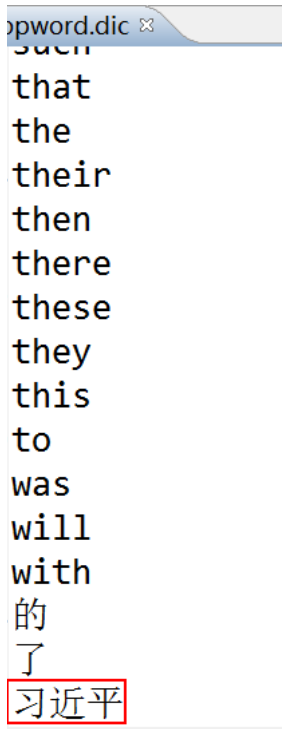 opword.dic
such
that
the
their
then
there
these
they
this
to
was
will
with
的
了
习近平